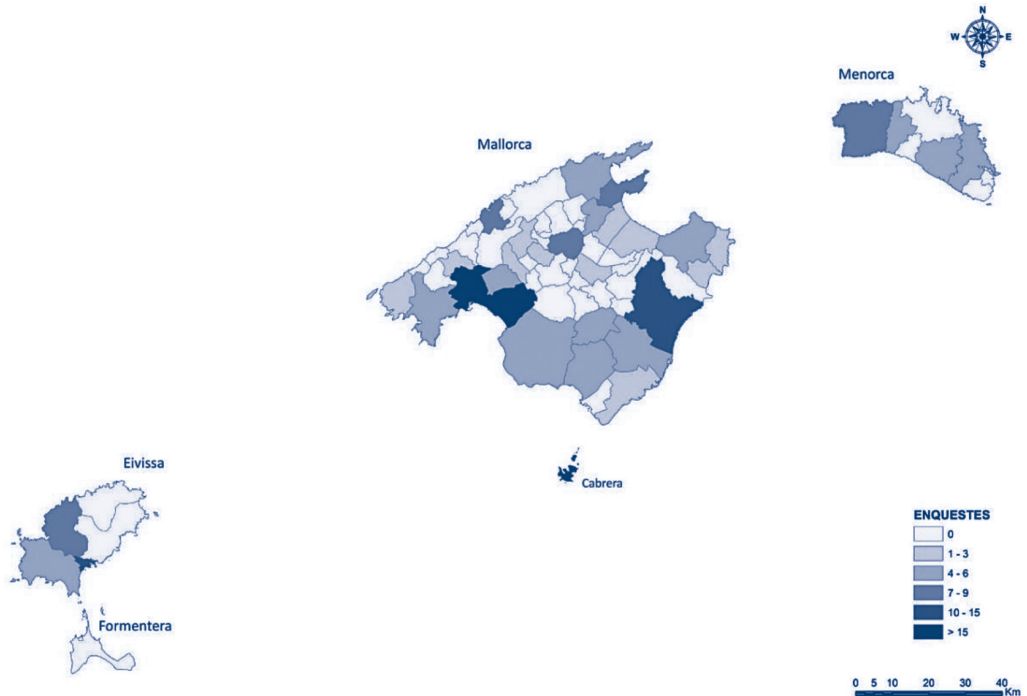 N
W E
S
Menorca
Mallorca
Eivissa
Cabrera
Formentera
ENQUESTES
0
1 - 3
4 - 6
7 - 9
10 - 15
> 15
0 5 10 20 30 40
Km